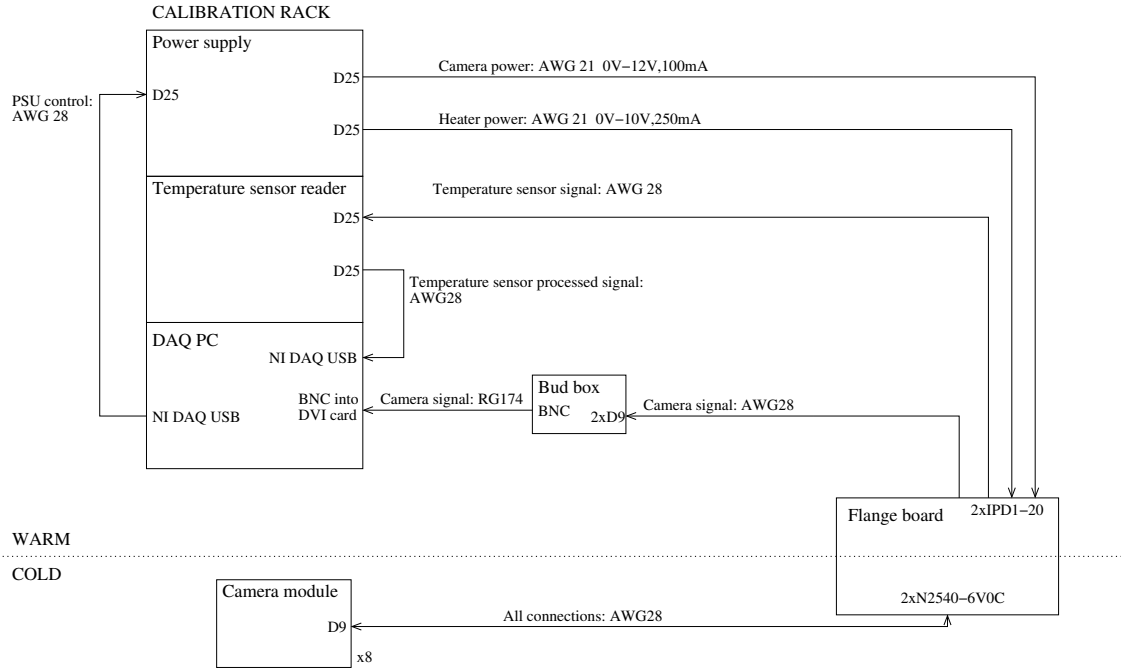 CALIBRATION RACK
Power supply
D25
Camera power: AWG 21  0V−12V,100mA
PSU control:
AWG 28
D25
D25
Heater power: AWG 21  0V−10V,250mA
Temperature sensor reader
Temperature sensor signal: AWG 28
D25
D25
Temperature sensor processed signal:
AWG28
DAQ PC
NI DAQ USB
BNC into
DVI card
Camera signal: RG174
Bud box
BNC
2xD9
Camera signal: AWG28
NI DAQ USB
Flange board
2xIPD1−20
WARM
COLD
Camera module
D9
x8
All connections: AWG28
2xN2540−6V0C